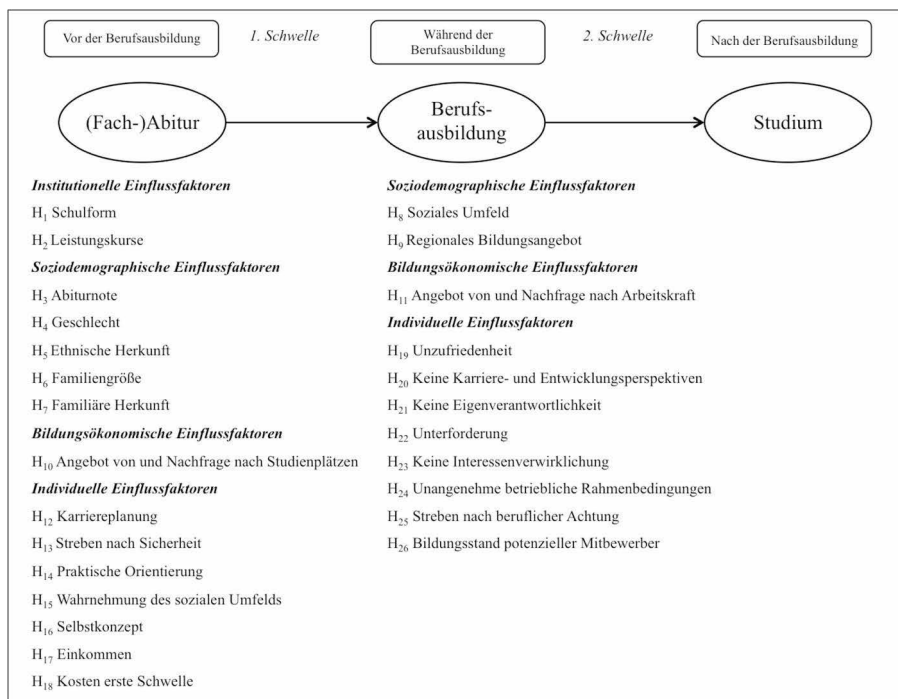 Vor der Berufsausbildung
1. Schwelle
Während der
Berufsausbildung
2. Schwelle
Nach der Berufsausbildung
(Fach-)Abitur
Berufs-
ausbildung
Studium
Institutionelle Einflussfaktoren
H₁ Schulform
H₂ Leistungskurse
Soziodemographische Einflussfaktoren
H₃ Abiturnote
H₄ Geschlecht
H₅ Ethnische Herkunft
H₆ Familiengröße
H₇ Familiäre Herkunft
Bildungsökonomische Einflussfaktoren
H₁₀ Angebot von und Nachfrage nach Studienplätzen
Individuelle Einflussfaktoren
H₁₂ Karriereplanung
H₁₃ Streben nach Sicherheit
H₁₄ Praktische Orientierung
H₁₅ Wahrnehmung des sozialen Umfelds
H₁₆ Selbstkonzept
H₁₇ Einkommen
H₁₈ Kosten erste Schwelle
Soziodemographische Einflussfaktoren
H₈ Soziales Umfeld
H₉ Regionales Bildungsangebot
Bildungsökonomische Einflussfaktoren
H₁₁ Angebot von und Nachfrage nach Arbeitskraft
Individuelle Einflussfaktoren
H₁₉ Unzufriedenheit
H₂₀ Keine Karriere- und Entwicklungsperspektiven
H₂₁ Keine Eigenverantwortlichkeit
H₂₂ Unterforderung
H₂₃ Keine Interessenverwirklichung
H₂₄ Unangenehme betriebliche Rahmenbedingungen
H₂₅ Streben nach beruflicher Achtung
H₂₆ Bildungsstand potenzieller Mitbewerber